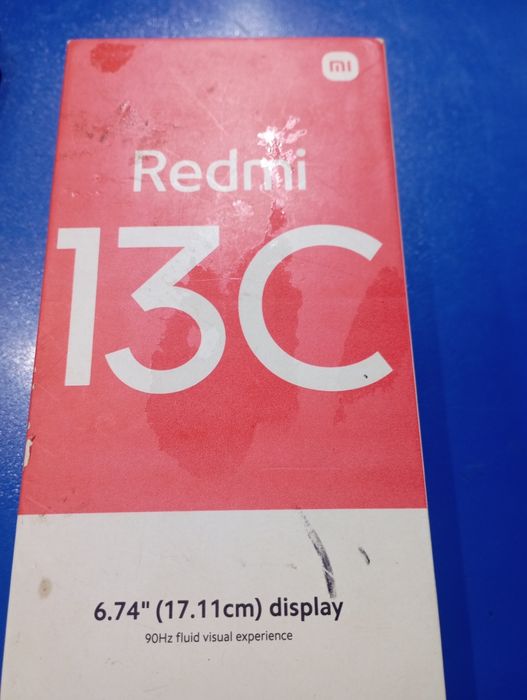 mi
Redmi
13C
6.74" (17.11cm) display
90Hz fluid visual experience